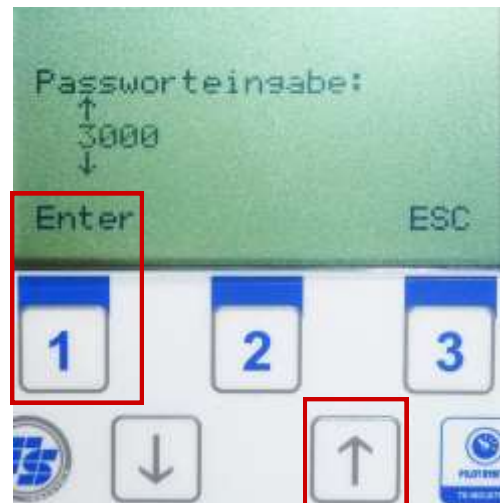 Passworteingabe:
↑
3000
↓
Enter ESC
1 2 3
↓ ↑